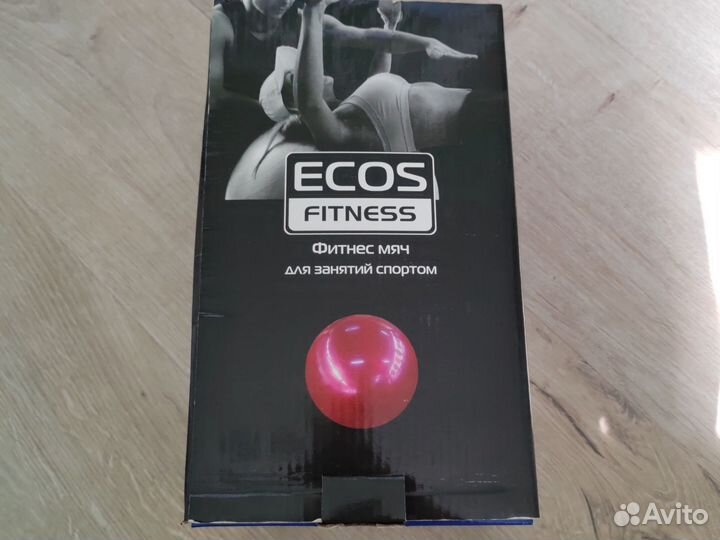 ECOS
FITNESS
Фитнес мяч
для занятий спортом
Avito